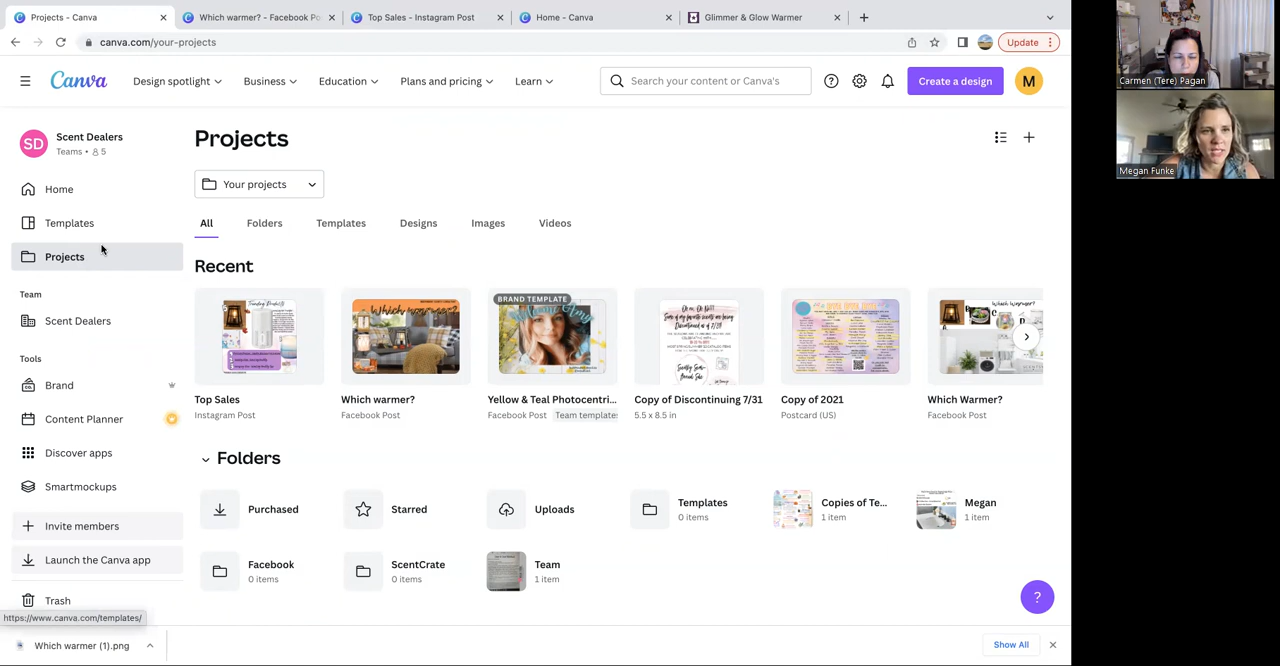 Projects - Canva
Which warmer? - Facebook Po
Top Sales - Instagram Post
Home - Canva
Glimmer & Glow Warmer
canva.com/your-projects
Update
Canva
Design spotlight
Business
Education
Plans and pricing
Learn
Search your content or Canva's
Create a design
M
SD
Scent Dealers
Teams • 5
Home
Templates
Projects
Team
Scent Dealers
Tools
Brand
Content Planner
Discover apps
Smartmockups
Invite members
Launch the Canva app
Trash
https://www.canva.com/templates/
Projects
Your projects
All
Folders
Templates
Designs
Images
Videos
Recent
Trending Products
Which warmer?
BRAND TEMPLATE
Which Warmer?
Top Sales
Instagram Post
Which warmer?
Facebook Post
Yellow & Teal Photocentri...
Facebook Post
Team template
Copy of Discontinuing 7/31
5.5 x 8.5 in
Copy of 2021
Postcard (US)
Which Warmer?
Facebook Post
Folders
Purchased
Starred
Uploads
Templates
0 items
Copies of Te...
1 item
Megan
1 item
Facebook
0 items
ScentCrate
0 items
Team
1 item
?
Which warmer (1).png
Show All
Carmen (Tere) Pagan
Megan Funke